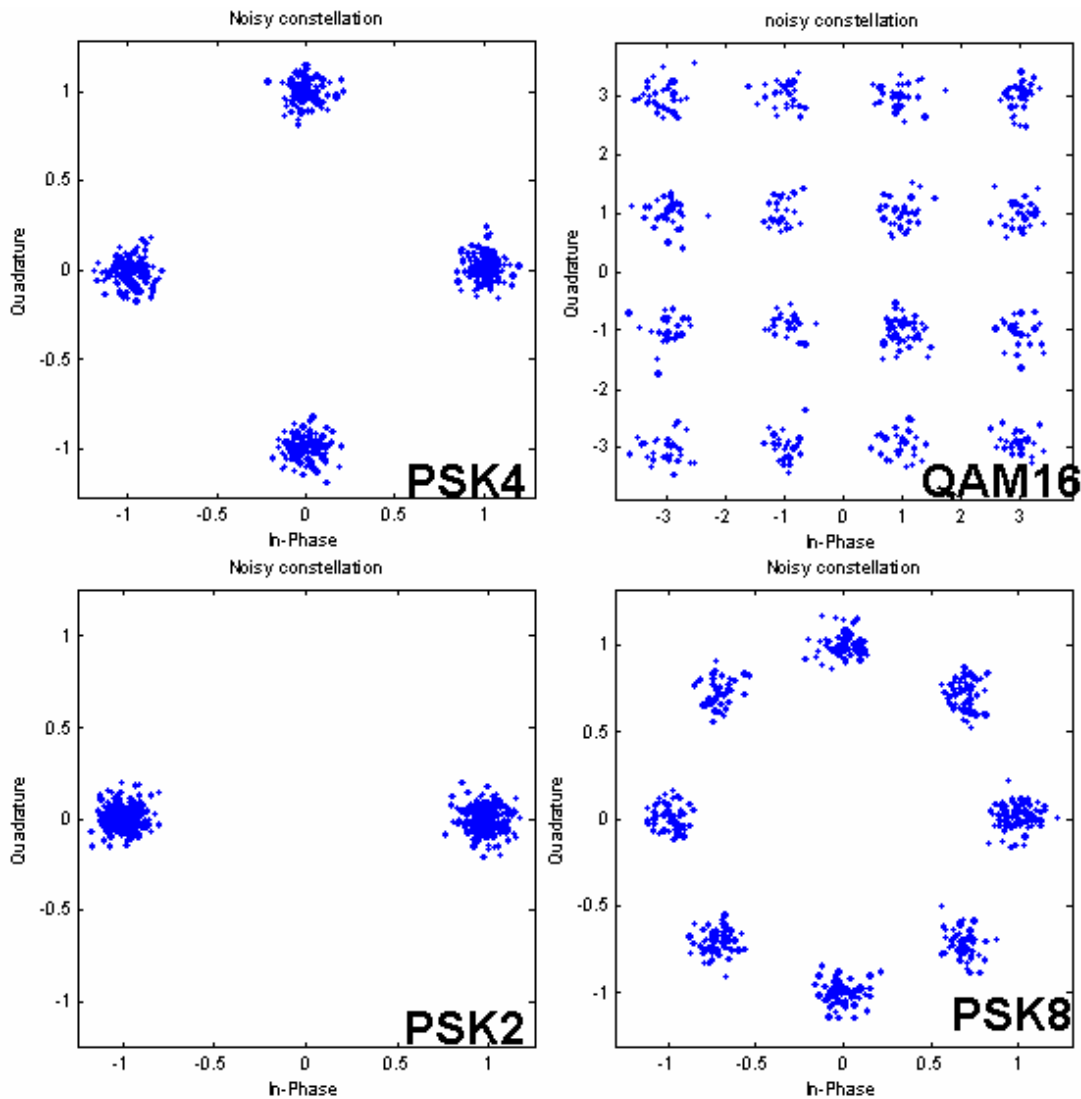 Noisy constellation
1
0.5
0
-0.5
-1
Quadrature
-1 -0.5 0 0.5 1
In-Phase
PSK4
noisy constellation
3
2
1
0
-1
-2
-3
Quadrature
-3 -2 -1 0 1 2 3
In-Phase
QAM16
Noisy constellation
1
0.5
0
-0.5
-1
Quadrature
-1 -0.5 0 0.5 1
In-Phase
PSK2
Noisy constellation
1
0.5
0
-0.5
-1
Quadrature
-1 -0.5 0 0.5 1
In-Phase
PSK8